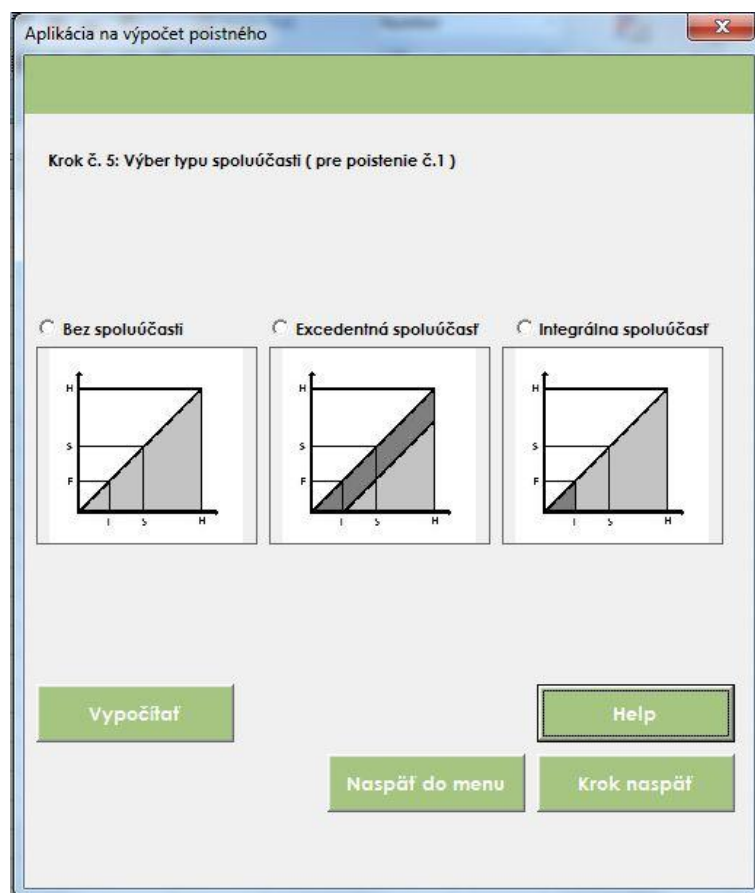 Aplikácia na výpočet poistného
Krok č. 5: Výber typu spoluúčasti ( pre poistenie č.1 )
Bez spoluúčasti
Excedentná spoluúčasť
Integrálna spoluúčasť
H
S
F
I S H
H
S
F
I S H
H
S
F
I S H
Vypočítať
Help
Naspäť do menu
Krok naspäť